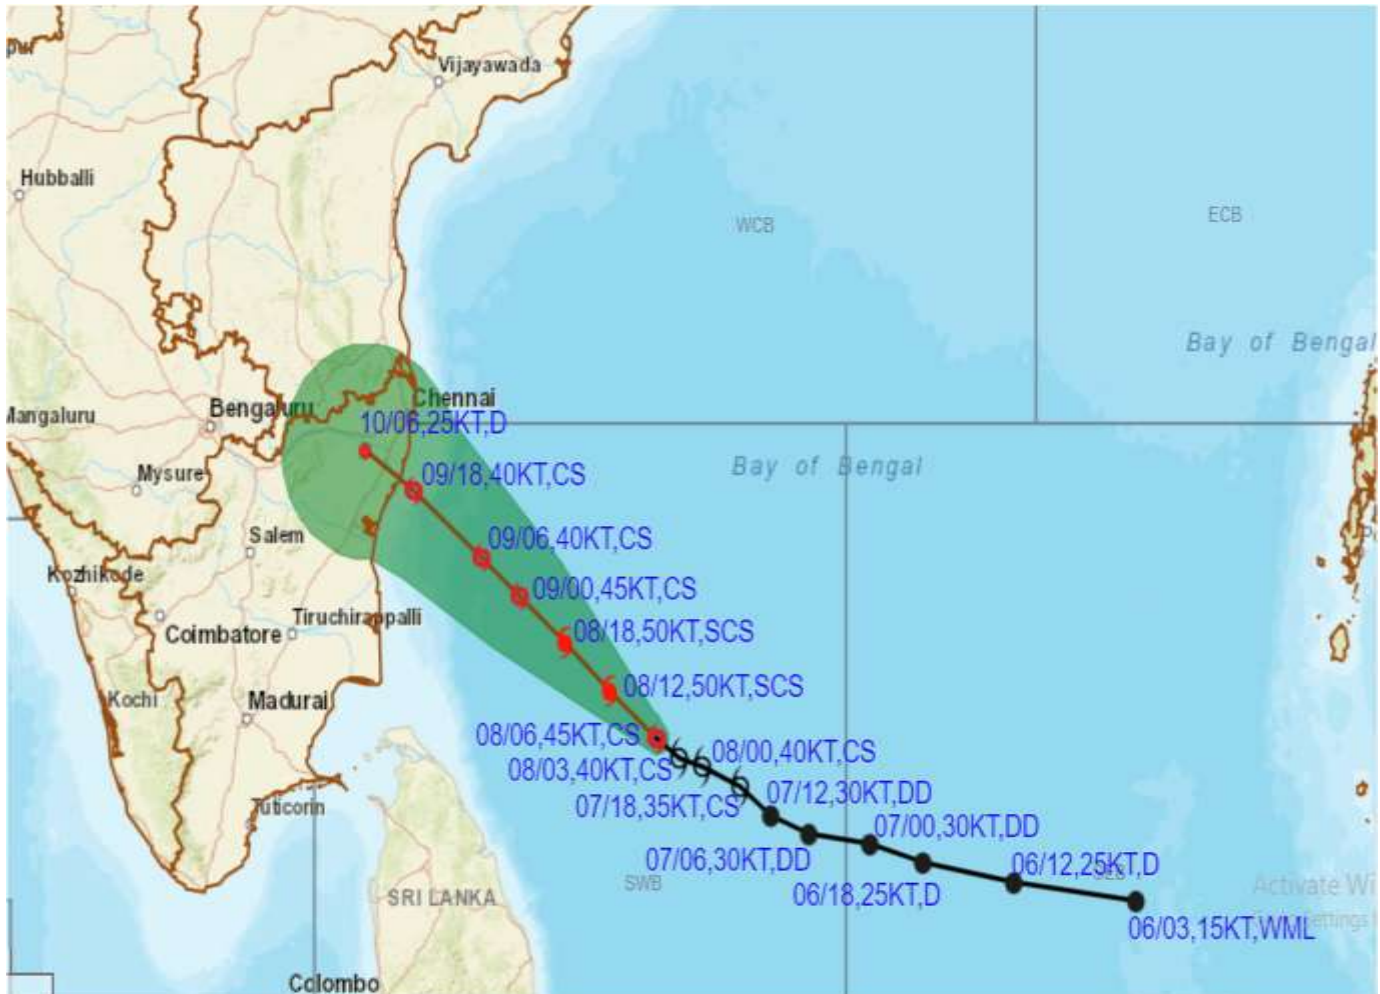 pur
Vijayawada
Hubballi
WCB
ECB
Bay of Bengal
Chennai
Bengaluru
Mangaluru
10/06,25KT,D
Bay of Bengal
Mysure
09/18,40KT,CS
Salem
09/06,40KT,CS
Kozhikode
09/00,45KT,CS
Tiruchirappalli
Coimbatore
08/18,50KT,SCS
Kochi
Madurai
08/12,50KT,SCS
08/06,45KT,CS
08/00,40KT,CS
08/03,40KT,CS
07/18,35KT,CS
07/12,30KT,DD
Tuticorin
07/00,30KT,DD
07/06,30KT,DD
06/12,25KT,D
SWB
SRI LANKA
06/18,25KT,D
Activate Wi
06/03,15KT,WML
ettings
Colombo